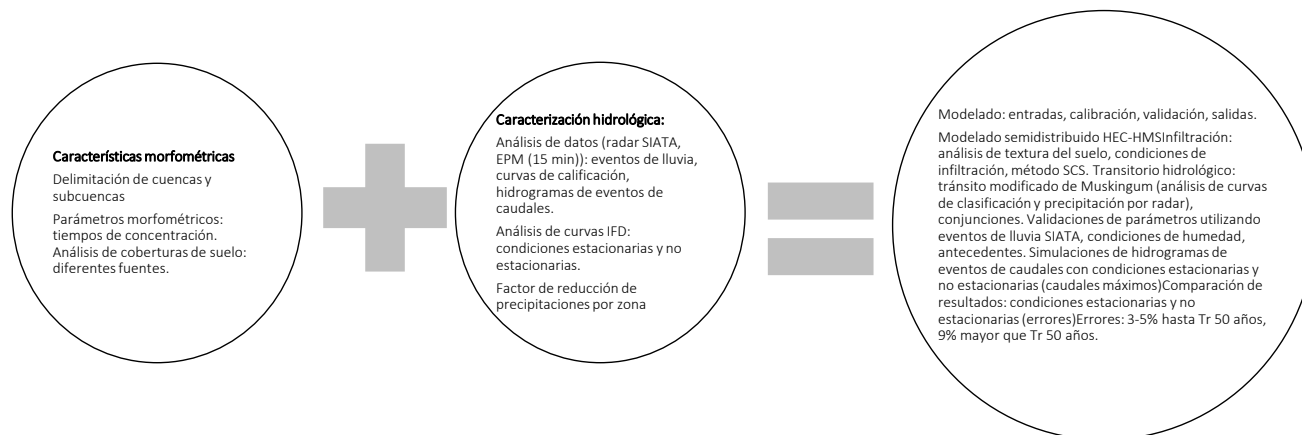 Características morfométricas
Delimitación de cuencas y
subcuencas
Parámetros morfométricos:
tiempos de concentración.
Análisis de coberturas de suelo:
diferentes fuentes.
Caracterización hidrológica:
Análisis de datos (radar SIATA,
EPM (15 min)): eventos de lluvia,
curvas de calificación,
hidrogramas de eventos de
caudales.
Análisis de curvas IFD:
condiciones estacionarias y no
estacionarias.
Factor de reducción de
precipitaciones por zona
Modelado: entradas, calibración, validación, salidas.
Modelado semidistribuido HEC-HMSInfiltración:
análisis de textura del suelo, condiciones de
infiltración, método SCS. Transitorio hidrológico:
tránsito modificado de Muskingum (análisis de curvas
de clasificación y precipitación por radar),
conjunciones. Validaciones de parámetros utilizando
eventos de lluvia SIATA, condiciones de humedad,
antecedentes. Simulaciones de hidrogramas de
eventos de caudales con condiciones estacionarias y
no estacionarias (caudales máximos)Comparación de
resultados: condiciones estacionarias y no
estacionarias (errores)Errores: 3-5% hasta Tr 50 años,
9% mayor que Tr 50 años.